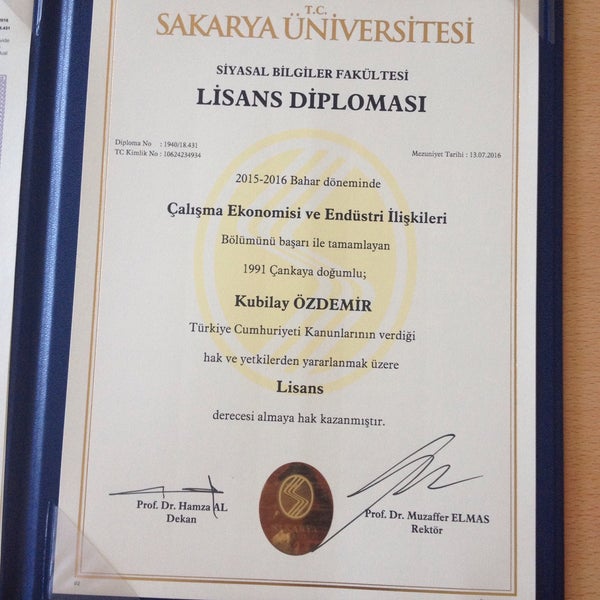 T.C.
SAKARYA ÜNİVERSİTESİ
SİYASAL BİLGİLER FAKÜLTESİ
LİSANS DİPLOMASI
Diploma No : 1940/18.431
TC Kimlik No : 10624234934
Mezuniyet Tarihi : 13.07.2016
2015-2016 Bahar döneminde
Çalışma Ekonomisi ve Endüstri İlişkileri
Bölümünü başarı ile tamamlayan
1991 Çankaya doğumlu;
Kubilay ÖZDEMİR
Türkiye Cumhuriyeti Kanunlarının verdiği
hak ve yetkilerden yararlanmak üzere
Lisans
derecesi almaya hak kazanmıştır.
Prof. Dr. Hamza AL
Dekan
Prof. Dr. Muzaffer ELMAS
Rektör